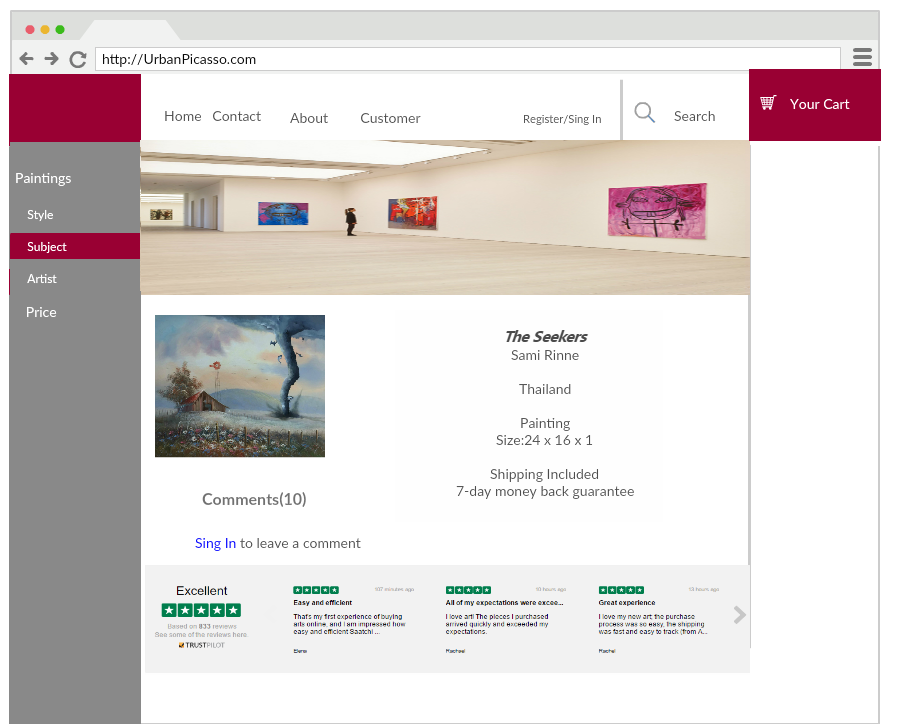 http://UrbanPicasso.com
Home Contact About Customer Register/Sing In Search Your Cart
Paintings
Style
Subject
Artist
Price
The Seekers
Sami Rinne
Thailand
Painting
Size:24 x 16 x 1
Shipping Included
7-day money back guarantee
Comments(10)
Sing In to leave a comment
Excellent
Based on 833 reviews
See some of the reviews here.
TRUSTPILOT
107 minutes ago
Easy and efficient
That's my first experience of buying
arts online, and I am impressed how
easy and efficient Saatchi ...
Elena
10 hours ago
All of my expectations were excee...
I love art! The pieces I purchased
arrived quickly and exceeded my
expectations.
Rachael
13 hours ago
Great experience
I love my new art; the purchase
process was so easy, the shipping
was fast and easy to track (from A...
Rachel